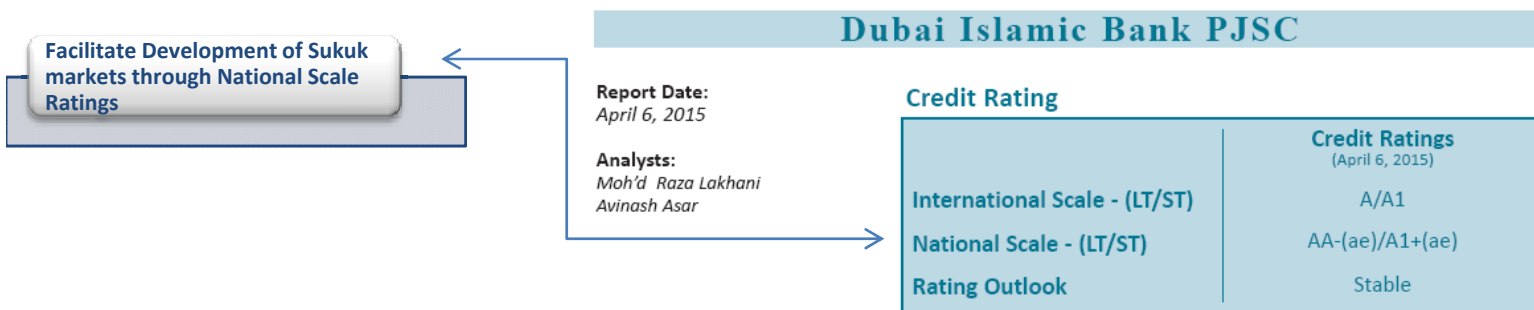 Facilitate Development of Sukuk
markets through National Scale
Ratings
Dubai Islamic Bank PJSC
Report Date:
April 6, 2015
Analysts:
Moh'd Raza Lakhani
Avinash Asar
Credit Rating
Credit Ratings
(April 6, 2015)
International Scale - (LT/ST) A/A1
National Scale - (LT/ST) AA-(ae)/A1+(ae)
Rating Outlook Stable